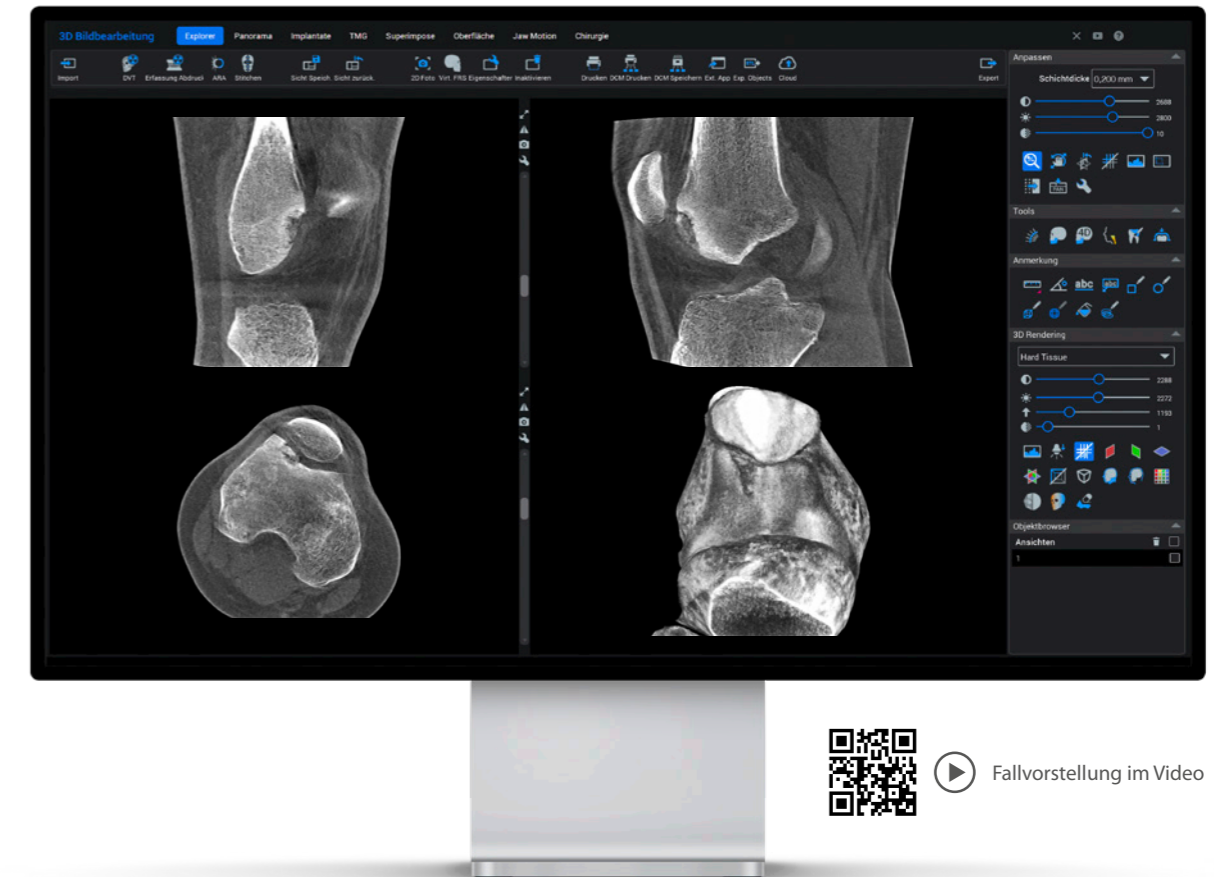 3D Bildbearbeitung Explorer Panorama Implantate TMG Superimpose Oberfläche Jaw Motion Chirurgie
Import DVT Erfassung Abdruck ARA Stitchen Sicht Speich. Sicht zurück. 2D Foto Virt. FRS Eigenschaften Inaktivieren Drucken DCM Drucken DCM Speichern Ext. App Exp. Objects Cloud Export
Anpassen
Schichtdicke 0,200 mm
2688
2800
10
Tools
4D
Anmerkung
abc abc
3D Rendering
Hard Tissue
2288
2272
1193
1
Objektbrowser
Ansichten
1
Fallvorstellung im Video